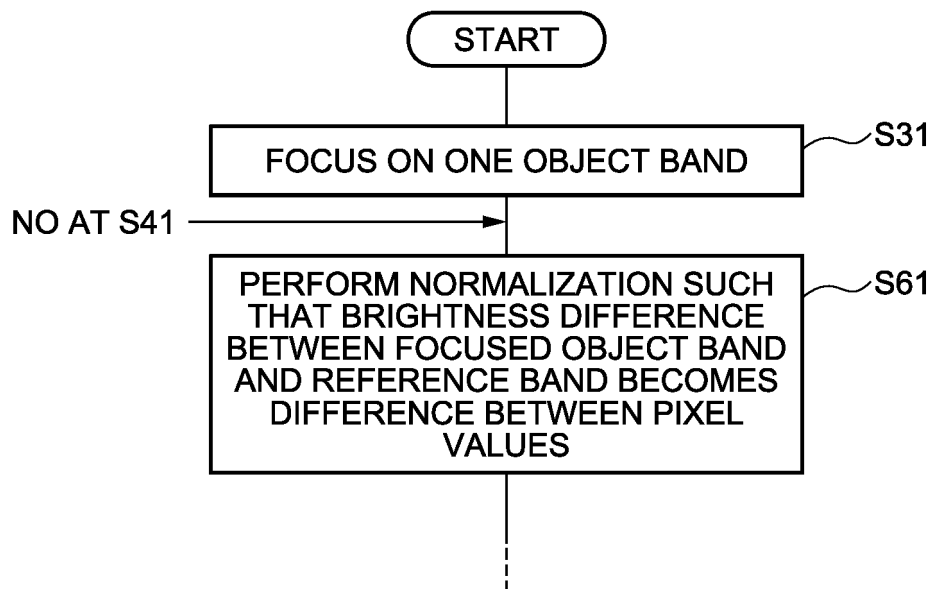 START
FOCUS ON ONE OBJECT BAND
S31
NO AT S41
PERFORM NORMALIZATION SUCH
THAT BRIGHTNESS DIFFERENCE
BETWEEN FOCUSED OBJECT BAND
AND REFERENCE BAND BECOMES
DIFFERENCE BETWEEN PIXEL
VALUES
S61